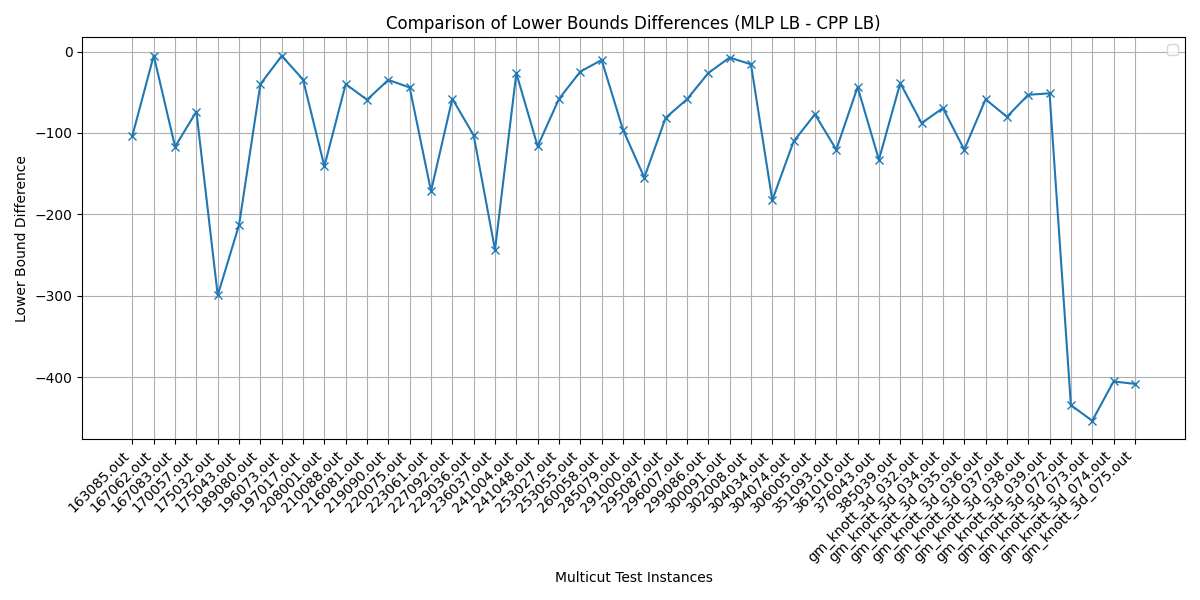 Comparison of Lower Bounds Differences (MLP LB - CPP LB)
Lower Bound Difference
0
−100
−200
−300
−400
163085.out
167062.out
167083.out
170057.out
175032.out
175043.out
189080.out
196073.out
197017.out
208001.out
210088.out
216081.out
219090.out
220075.out
223061.out
227092.out
229036.out
236037.out
241004.out
241048.out
253027.out
253055.out
260058.out
285079.out
291000.out
295087.out
296007.out
299086.out
300091.out
302008.out
304034.out
304074.out
306005.out
351093.out
361010.out
376043.out
385039.out
gm_knott_3d_032.out
gm_knott_3d_034.out
gm_knott_3d_035.out
gm_knott_3d_036.out
gm_knott_3d_037.out
gm_knott_3d_038.out
gm_knott_3d_039.out
gm_knott_3d_072.out
gm_knott_3d_073.out
gm_knott_3d_074.out
gm_knott_3d_075.out
Multicut Test Instances